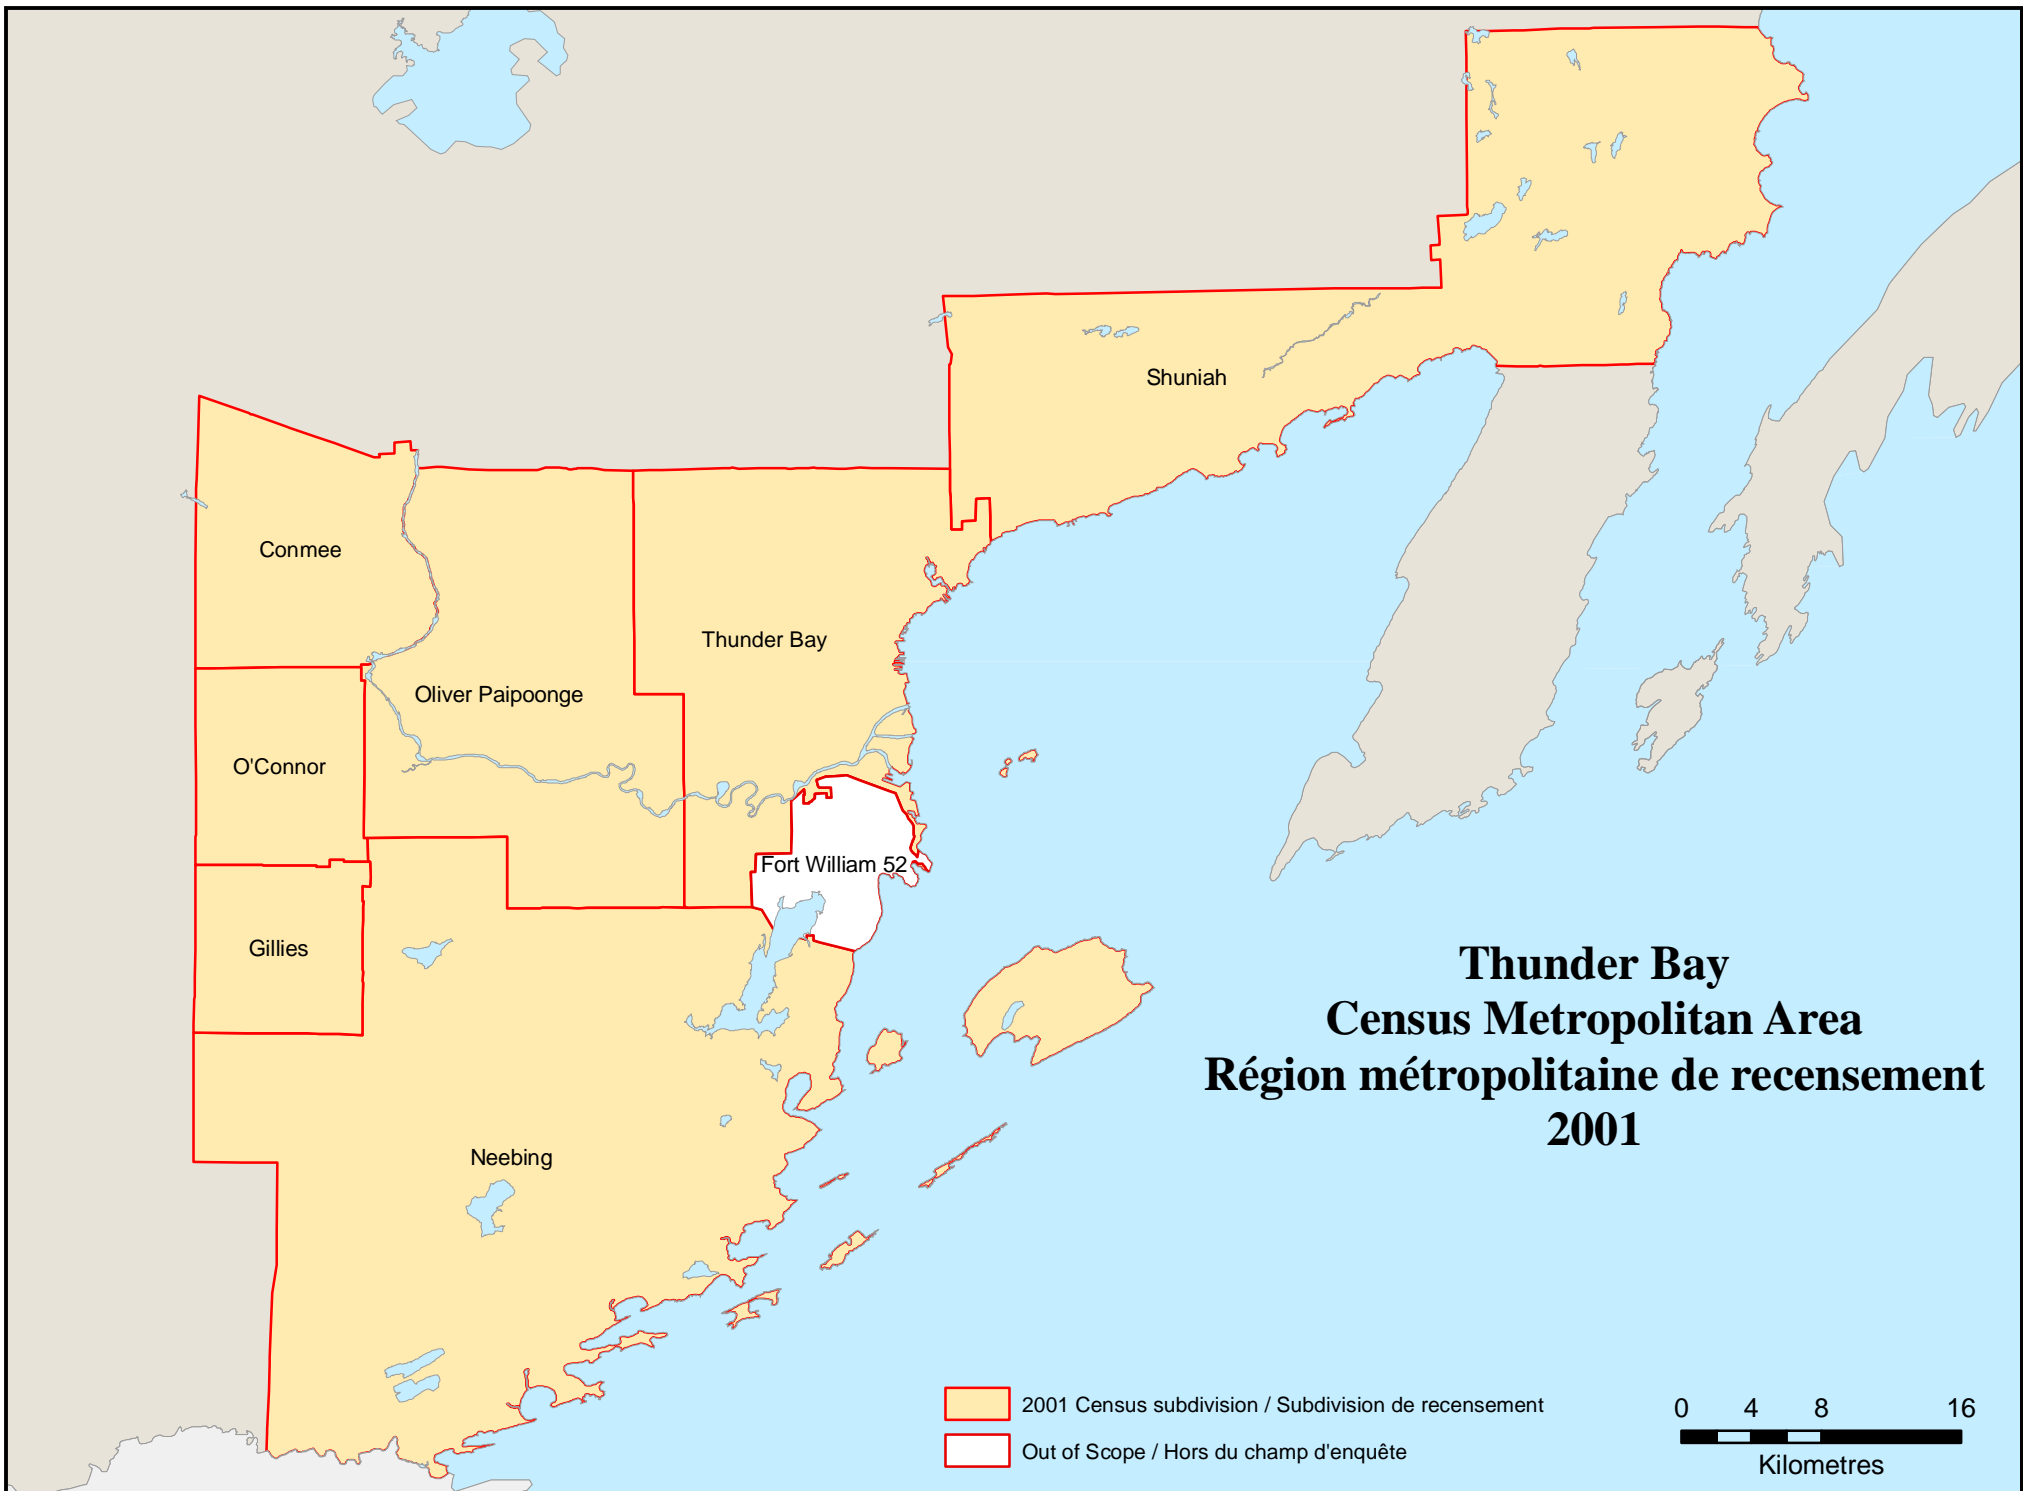 Shuniah
Conmee
Thunder Bay
Oliver Paipoonge
O'Connor
Fort William 52
Gillies
Neebing
Thunder Bay
Census Metropolitan Area
Région métropolitaine de recensement
2001
2001 Census subdivision / Subdivision de recensement
Out of Scope / Hors du champ d'enquête
0 4 8 16
Kilometres